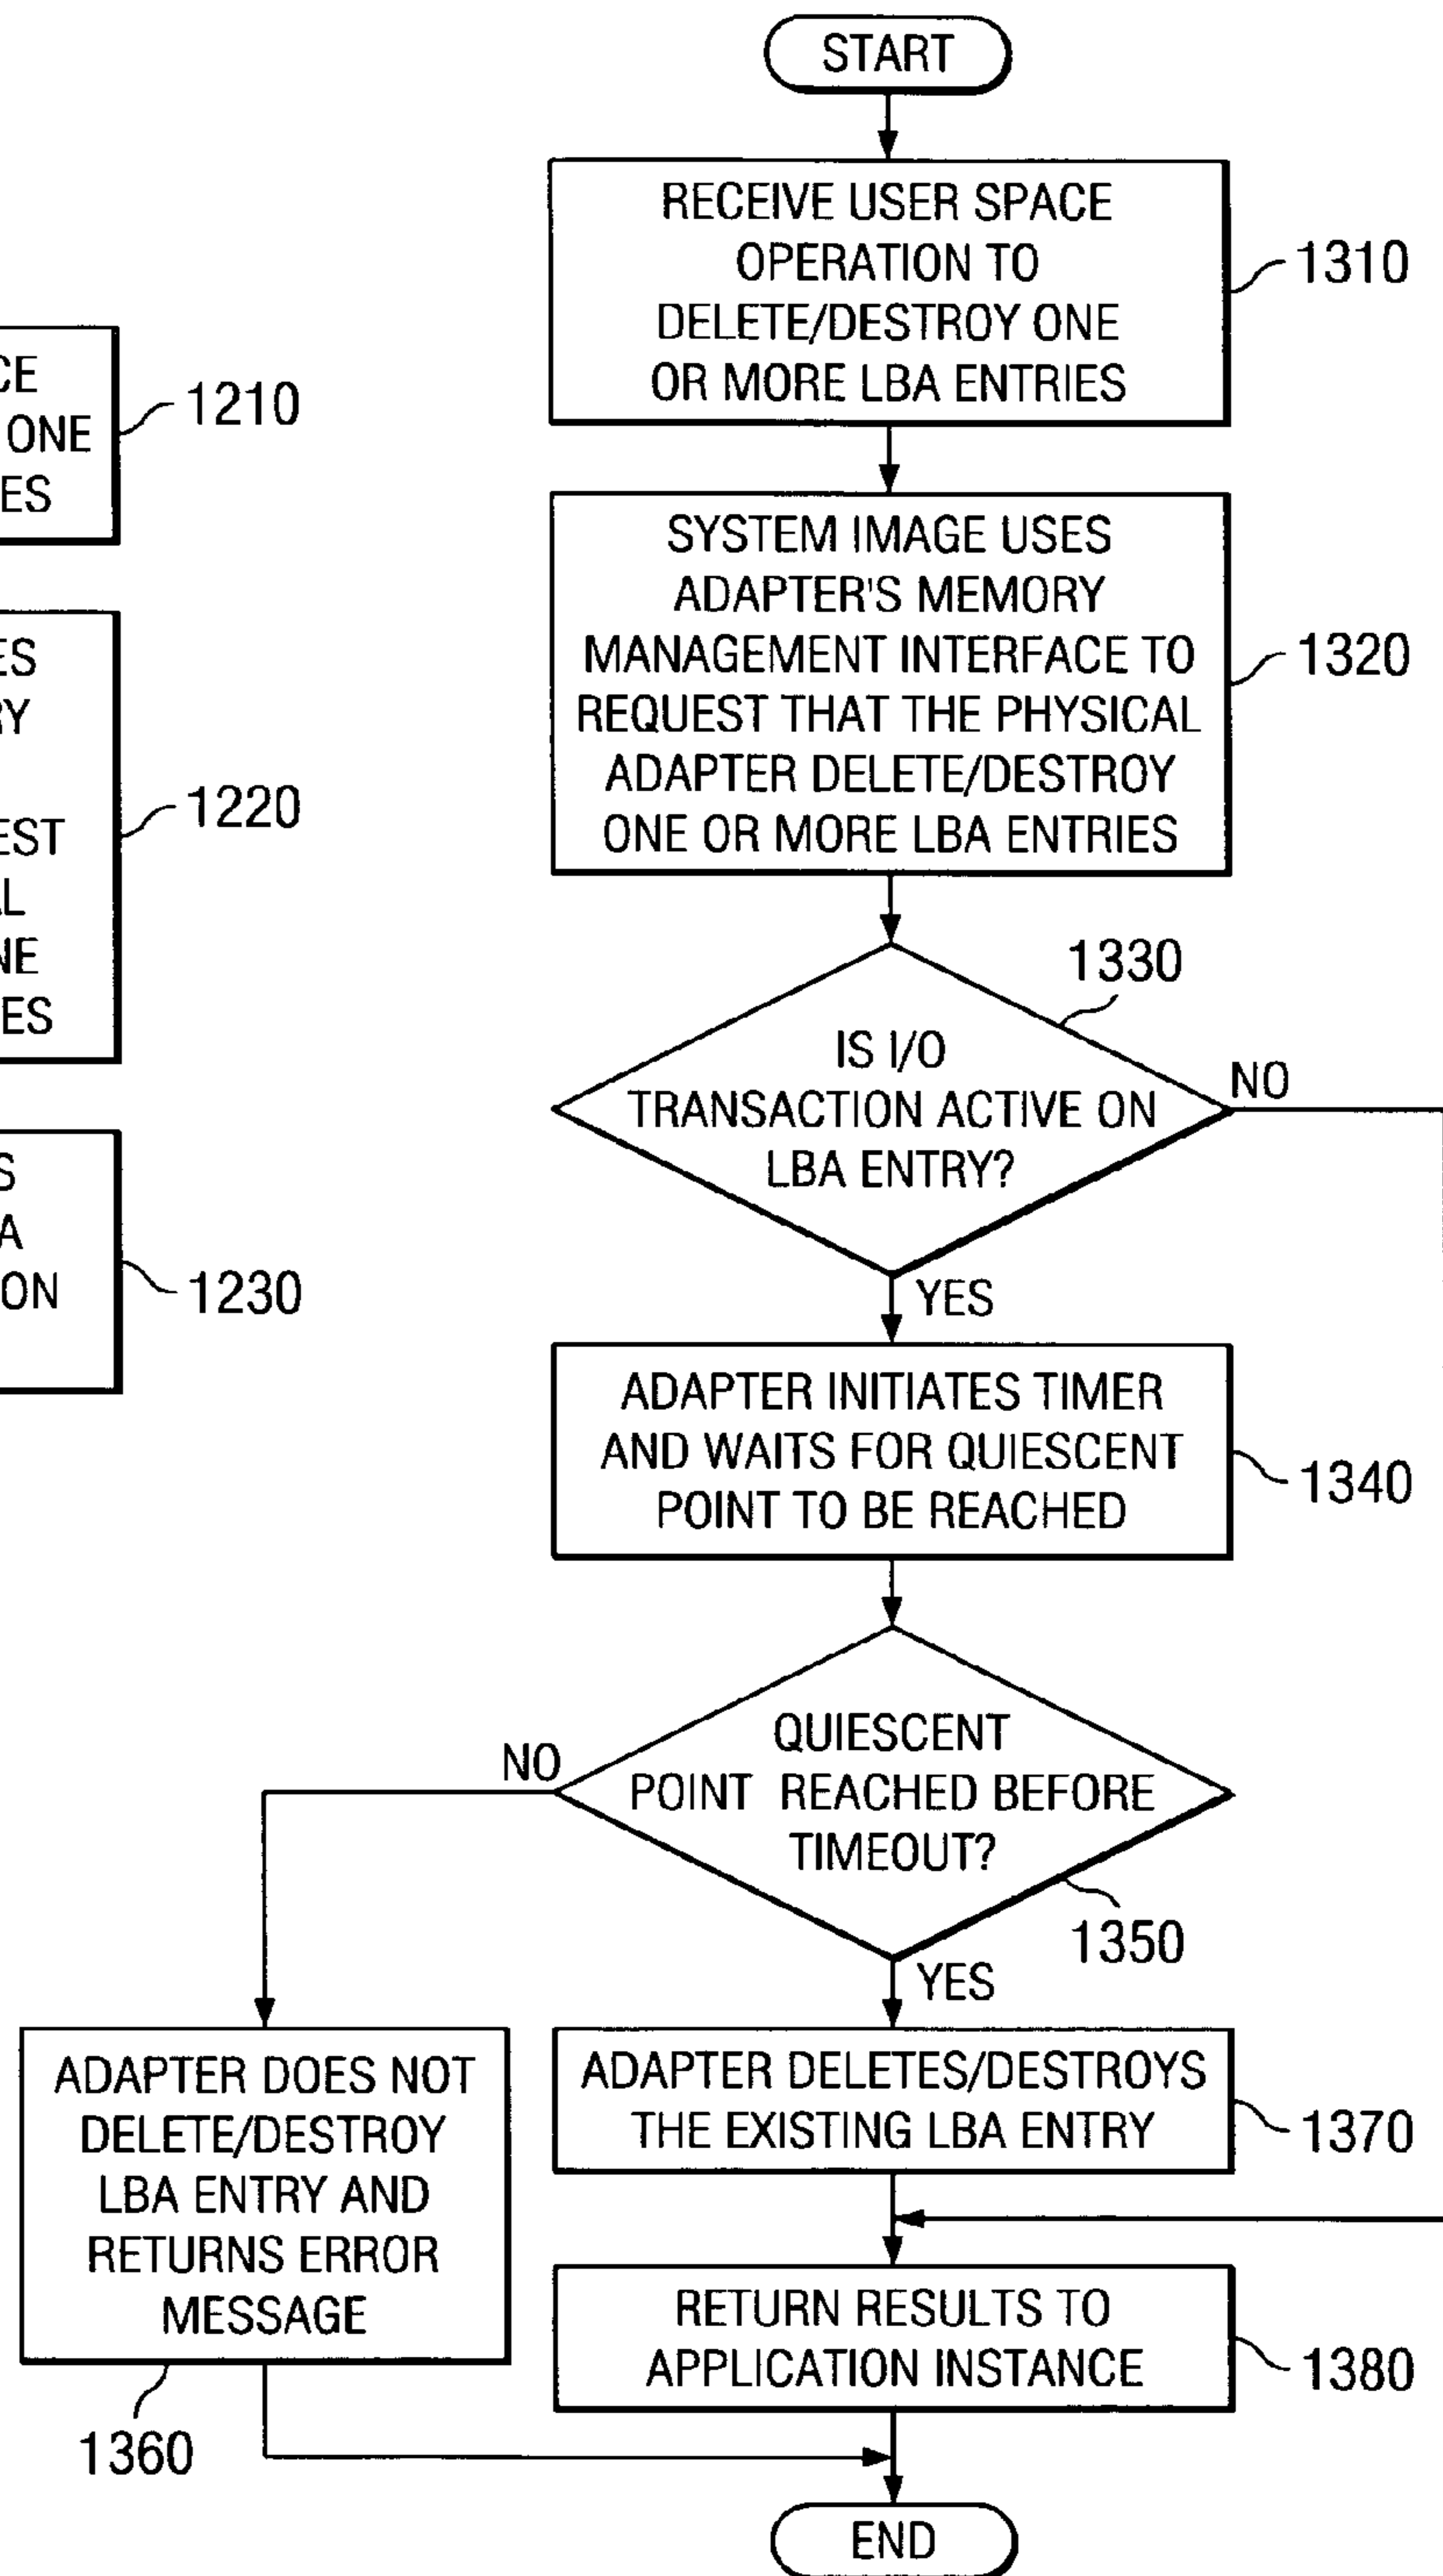 START
RECEIVE USER SPACE
OPERATION TO
DELETE/DESTROY ONE
OR MORE LBA ENTRIES
1310
SYSTEM IMAGE USES
ADAPTER'S MEMORY
MANAGEMENT INTERFACE TO
REQUEST THAT THE PHYSICAL
ADAPTER DELETE/DESTROY
ONE OR MORE LBA ENTRIES
1320
1330
IS I/O
TRANSACTION ACTIVE ON
LBA ENTRY?
NO
YES
ADAPTER INITIATES TIMER
AND WAITS FOR QUIESCENT
POINT TO BE REACHED
1340
QUIESCENT
POINT REACHED BEFORE
TIMEOUT?
NO
1350
YES
ADAPTER DOES NOT
DELETE/DESTROY
LBA ENTRY AND
RETURNS ERROR
MESSAGE
1360
ADAPTER DELETES/DESTROYS
THE EXISTING LBA ENTRY
1370
RETURN RESULTS TO
APPLICATION INSTANCE
1380
END
CE
ONE
ES
1210
ES
RY
EST
AL
NE
ES
1220
S
A
ON
1230